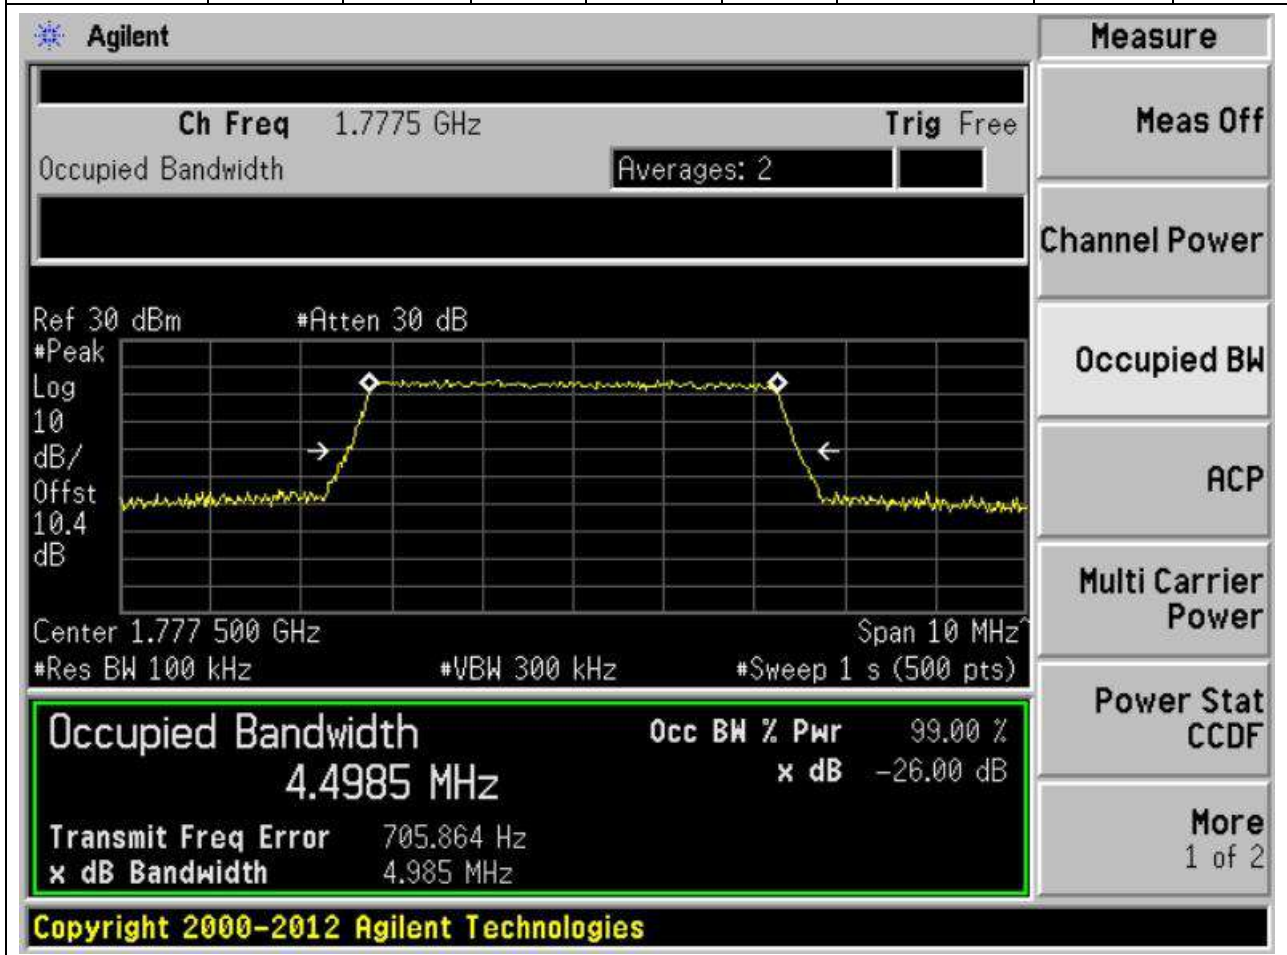 Agilent
Measure
Ch Freq 1.7775 GHz Trig Free
Occupied Bandwidth Averages: 2
Meas Off
Channel Power
Occupied BW
ACP
Multi Carrier
Power
Power Stat
CCDF
More
1 of 2
Ref 30 dBm #Atten 30 dB
#Peak
Log
10
dB/
Offst
10.4
dB
Center 1.777 500 GHz Span 10 MHz^
#Res BW 100 kHz #VBW 300 kHz #Sweep 1 s (500 pts)
Occupied Bandwidth Occ BW % Pwr 99.00 %
4.4985 MHz x dB -26.00 dB
Transmit Freq Error 705.864 Hz
x dB Bandwidth 4.985 MHz
Copyright 2000-2012 Agilent Technologies